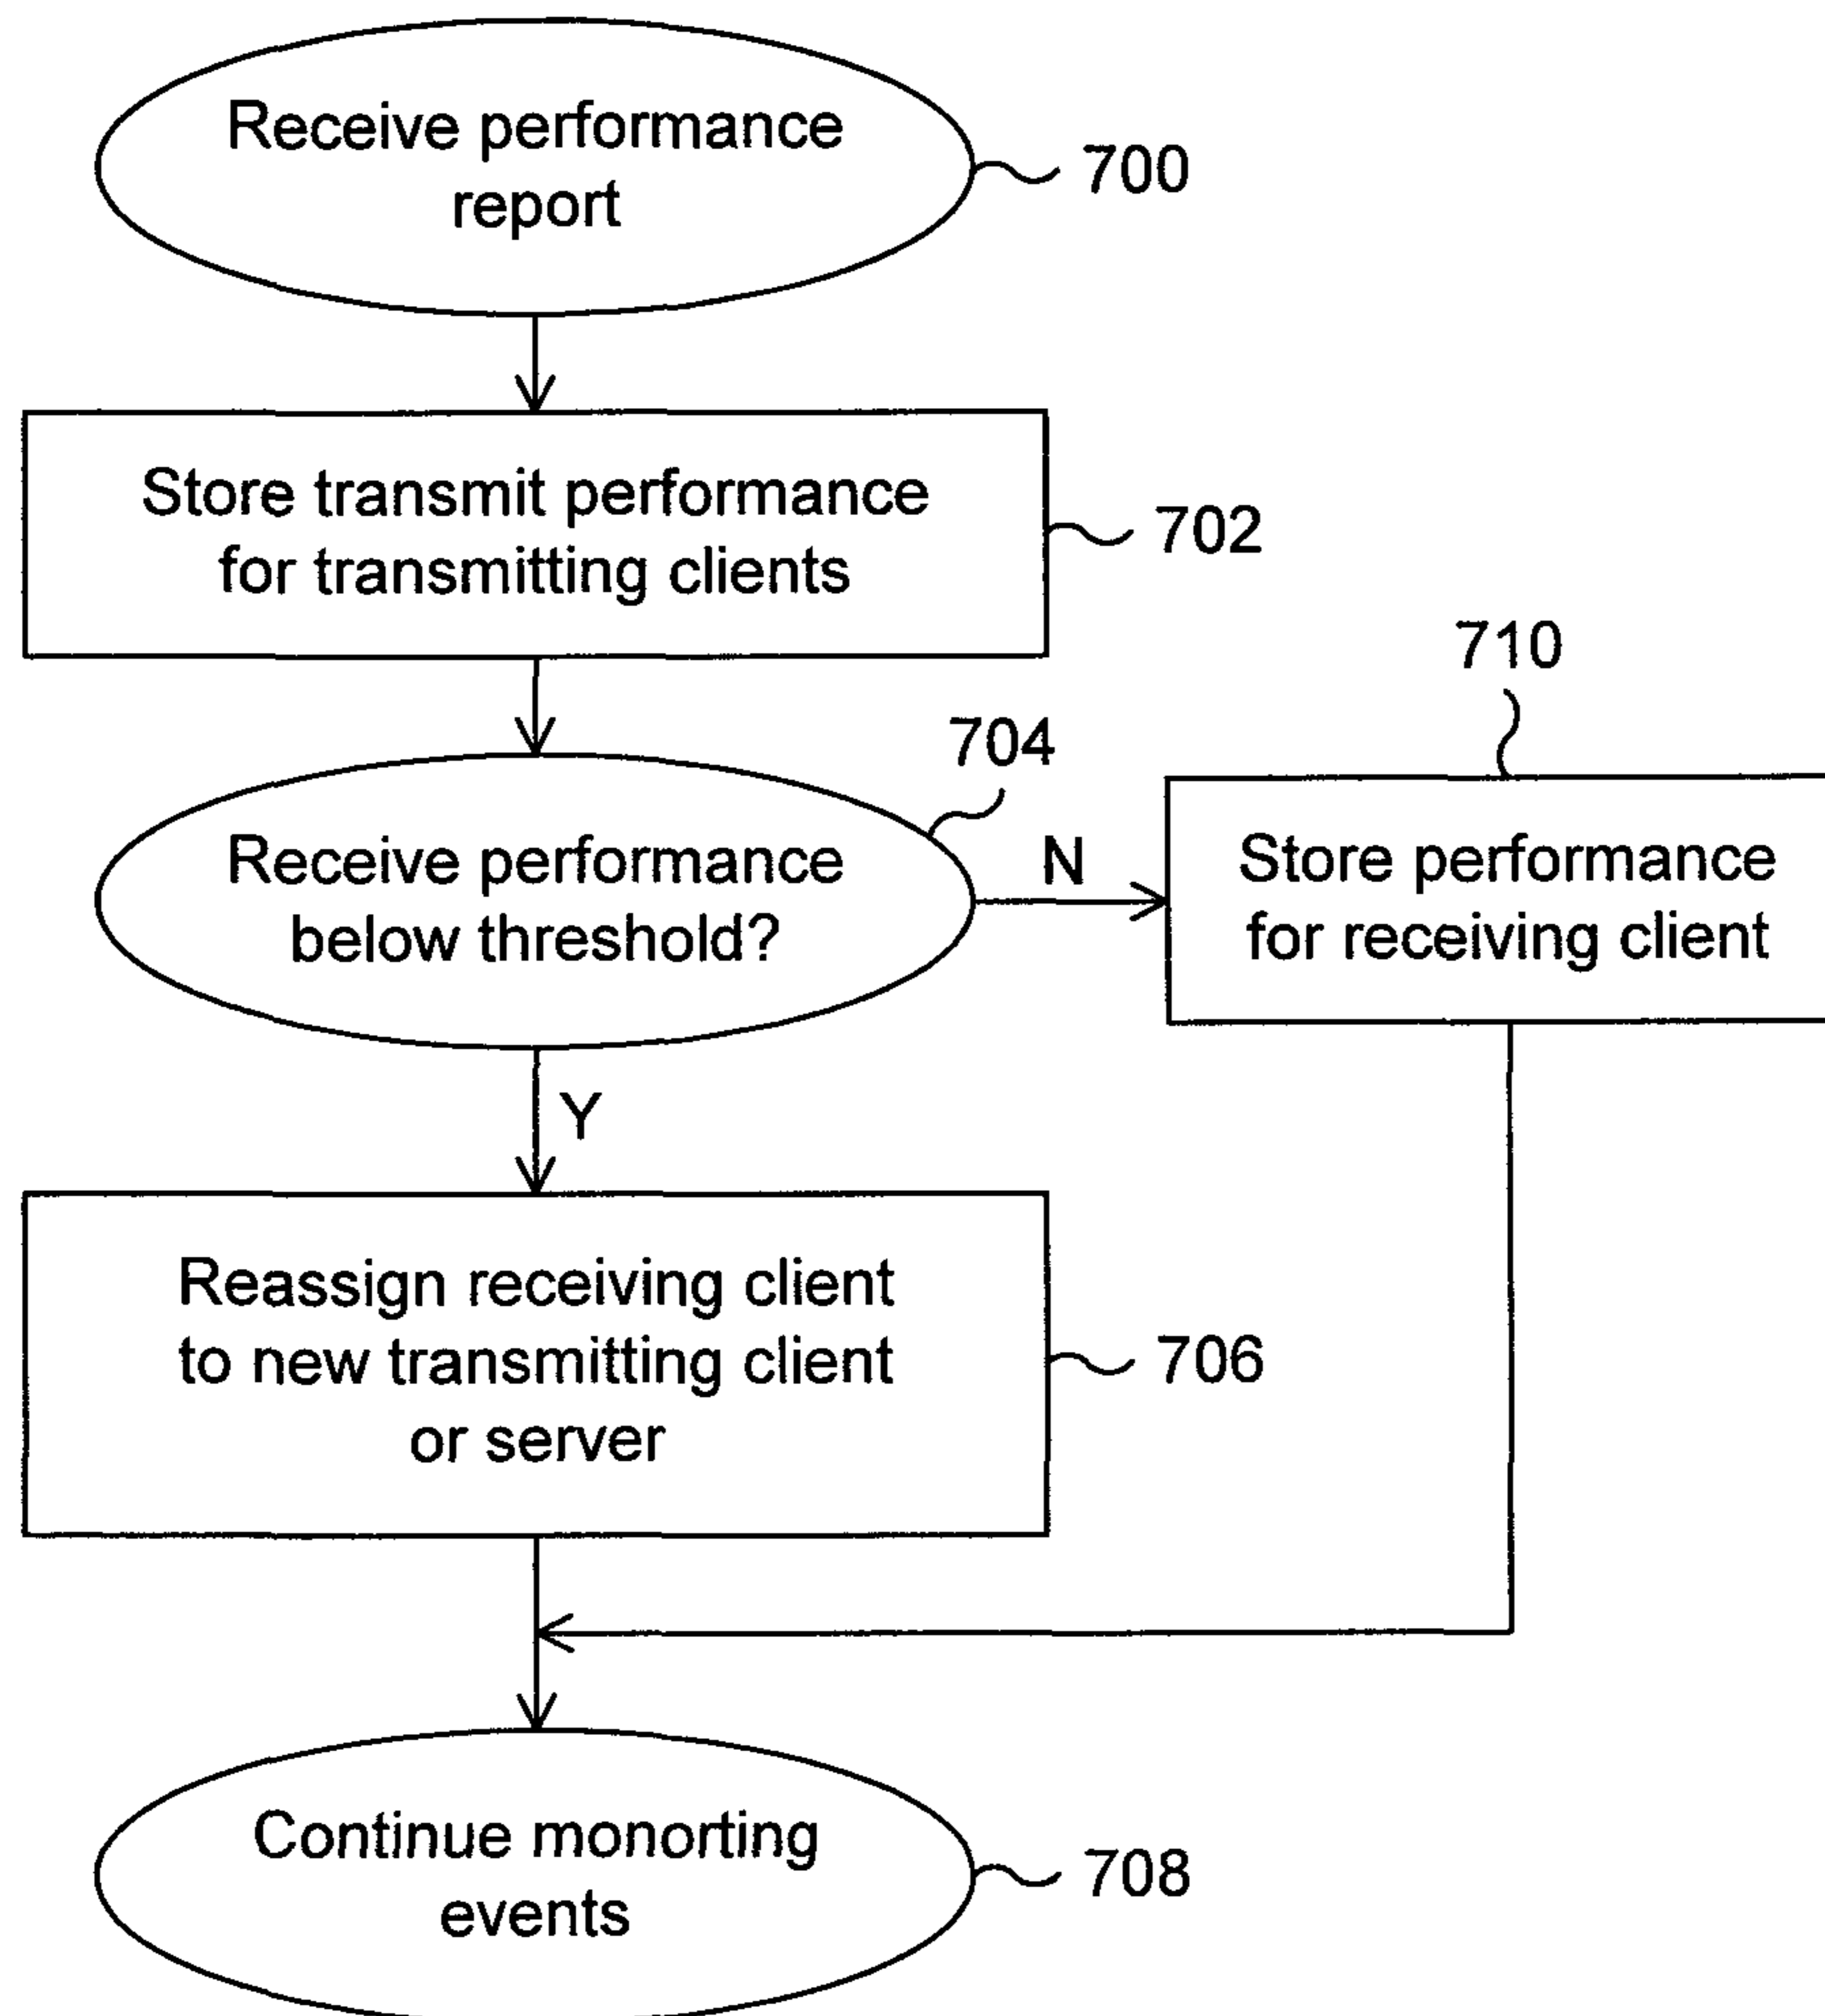 Receive performance
report
700
Store transmit performance
for transmitting clients
702
704
Receive performance
below threshold?
N
710
Store performance
for receiving client
Y
Reassign receiving client
to new transmitting client
or server
706
Continue monorting
events
708